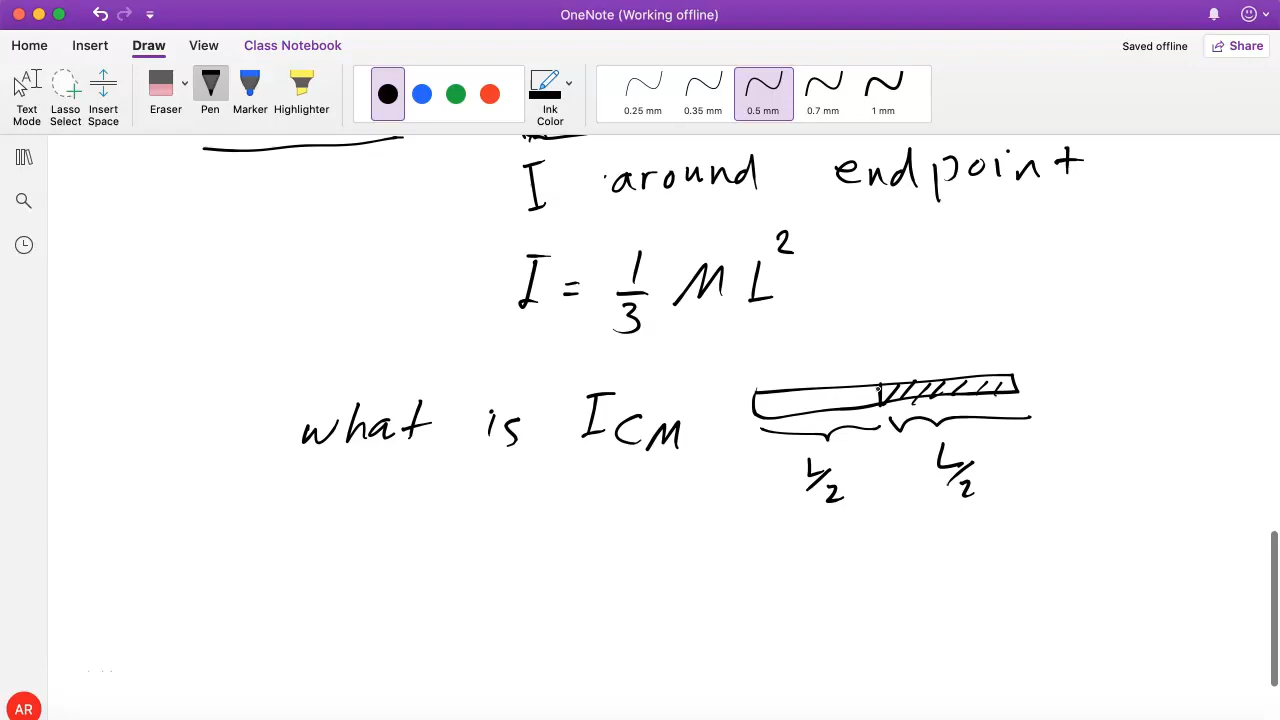 OneNote (Working offline)
Home Insert Draw View Class Notebook Saved offline Share
Text Mode Lasso Select Insert Space Eraser Pen Marker Highlighter Ink Color 0.25 mm 0.35 mm 0.5 mm 0.7 mm 1 mm
I around endpoint
I = 1/3 M L²
what is I_CM
L/2 L/2
AR